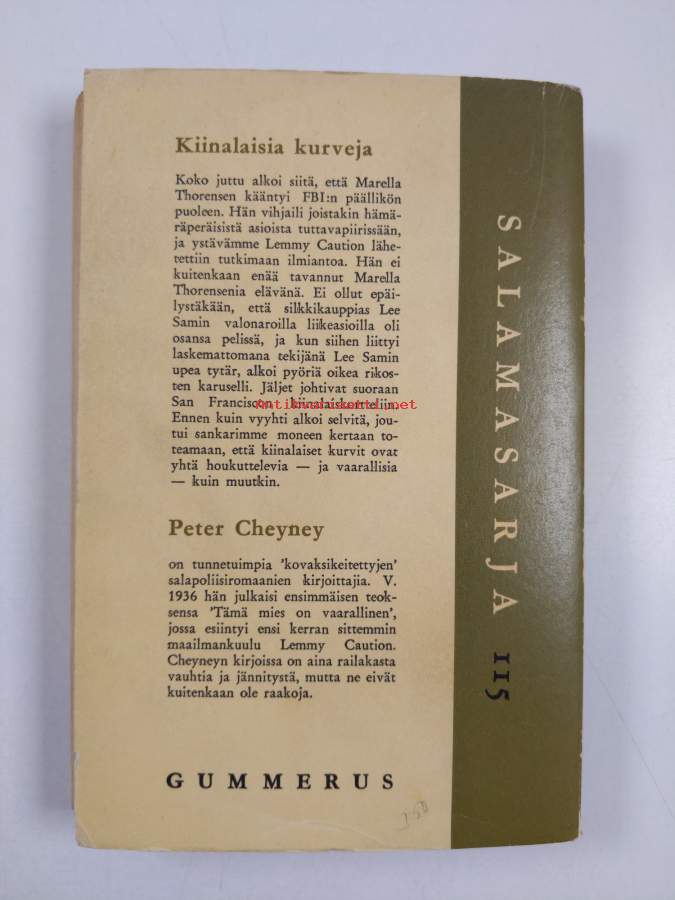 Kiinalaisia kurveja
Koko juttu alkoi siitä, että Marella
Thorensen kääntyi FBI:n päällikön
puoleen. Hän vihjaili joistakin hämä-
räperäisistä asioista tuttavapiirissään,
ja ystävämme Lemmy Caution lähe-
tettiin tutkimaan ilmiantoa. Hän ei
kuitenkaan enää tavannut Marella
Thorensenia elävänä. Ei ollut epäi-
lystäkään, että silkkikauppias Lee
Samin valonaroilla liikeasioilla oli
osansa pelissä, ja kun siihen liittyi
laskemattomana tekijänä Lee Samin
upea tytär, alkoi pyöriä oikea rikos-
ten karuselli. Jäljet johtivat suoraan
San Franciscon kiinalaiskortteliin.
Antikvariaatti.net
Ennen kuin vyyhti alkoi selvitä, jou-
tui sankarimme moneen kertaan to-
teamaan, että kiinalaiset kurvit ovat
yhtä houkuttelevia — ja vaarallisia
— kuin muutkin.
Peter Cheyney
on tunnetuimpia 'kovaksikeitettyjen'
salapoliisiromaanien kirjoittajia. V.
1936 hän julkaisi ensimmäisen teok-
sensa 'Tämä mies on vaarallinen',
jossa esiintyi ensi kerran sittemmin
maailmankuulu Lemmy Caution.
Cheyneyn kirjoissa on aina railakasta
vauhtia ja jännitystä, mutta ne eivät
kuitenkaan ole raakoja.
GUMMERUS
SALAMASARJA 115